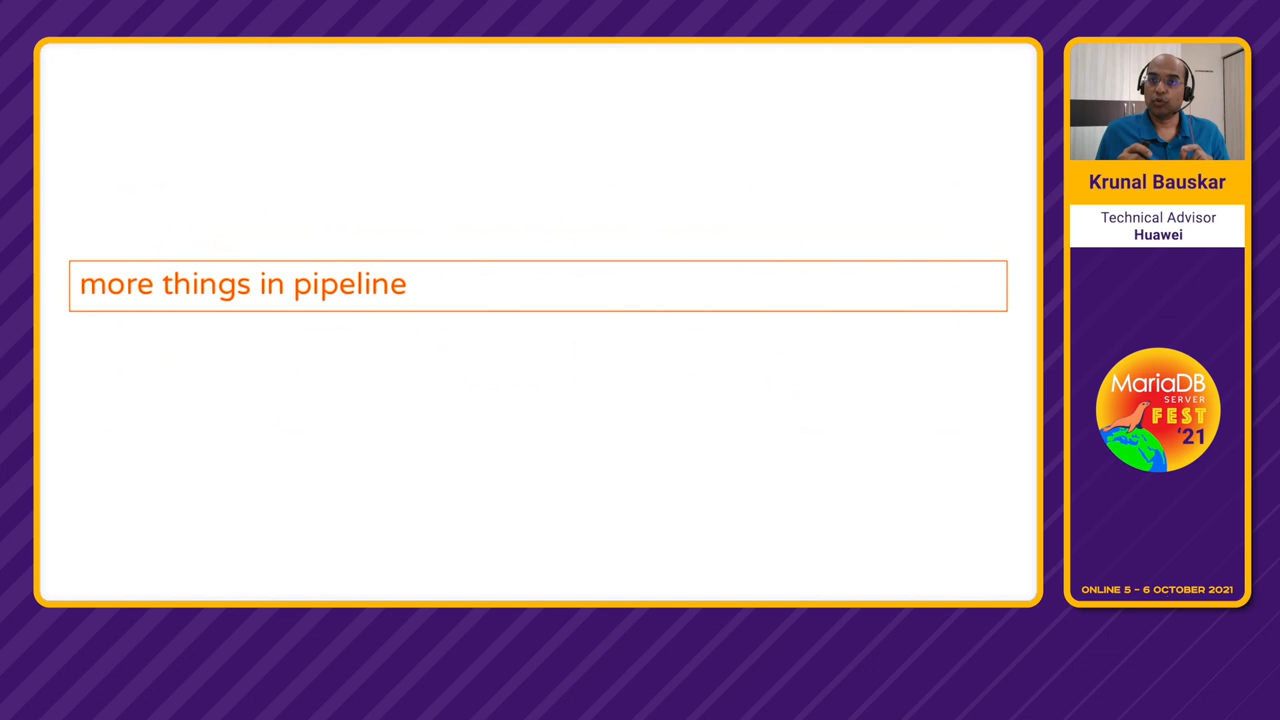 more things in pipeline
Krunal Bauskar
Technical Advisor
Huawei
MariaDB
SERVER
FEST
'21
ONLINE 5 – 6 OCTOBER 2021